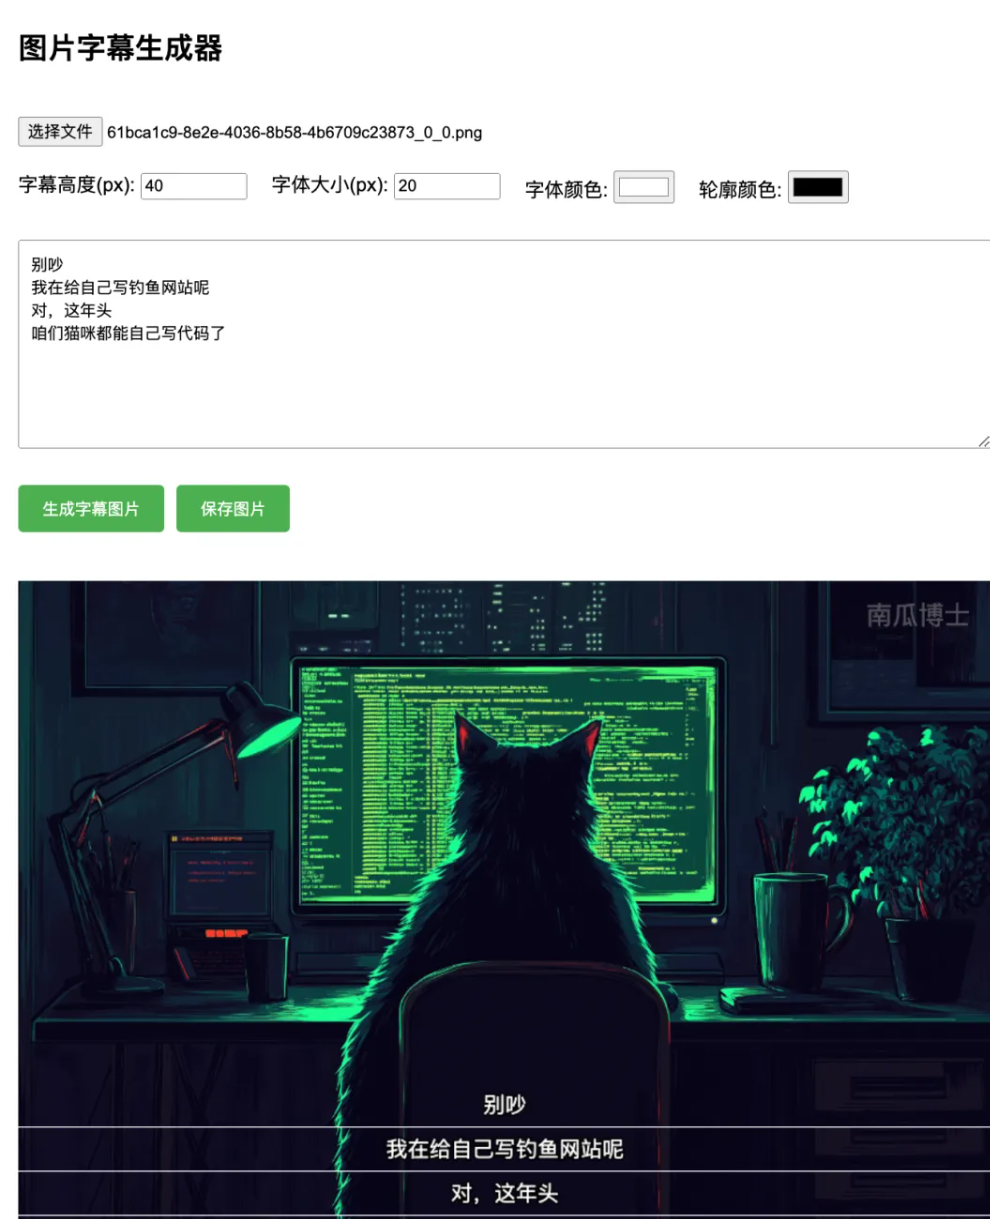 图片字幕生成器
选择文件 61bca1c9-8e2e-4036-8b58-4b6709c23873_0_0.png
字幕高度(px): 40 字体大小(px): 20 字体颜色: 轮廓颜色:
别吵
我在给自己写钓鱼网站呢
对，这年头
咱们猫咪都能自己写代码了
生成字幕图片 保存图片
南瓜博士
别吵
我在给自己写钓鱼网站呢
对，这年头